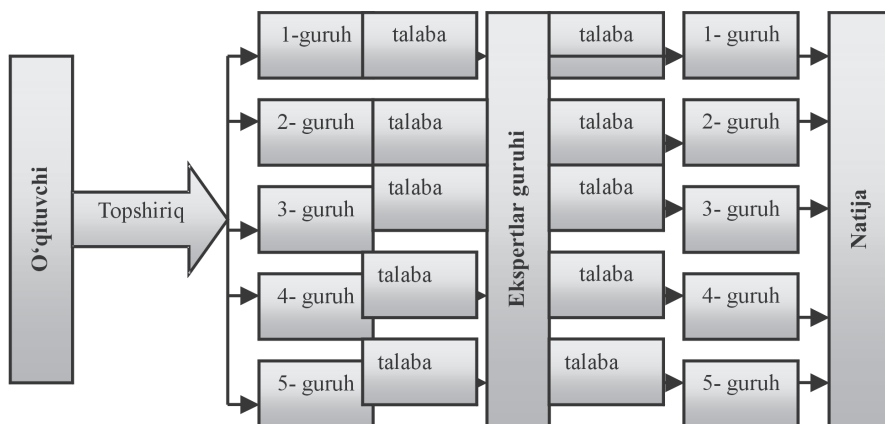 O‘qituvchi
Topshiriq
1-guruh talaba
2- guruh talaba
3- guruh talaba
4- guruh talaba
5- guruh talaba
Ekspertlar guruhi
talaba 1- guruh
talaba 2- guruh
talaba 3- guruh
talaba 4- guruh
talaba 5- guruh
Natija